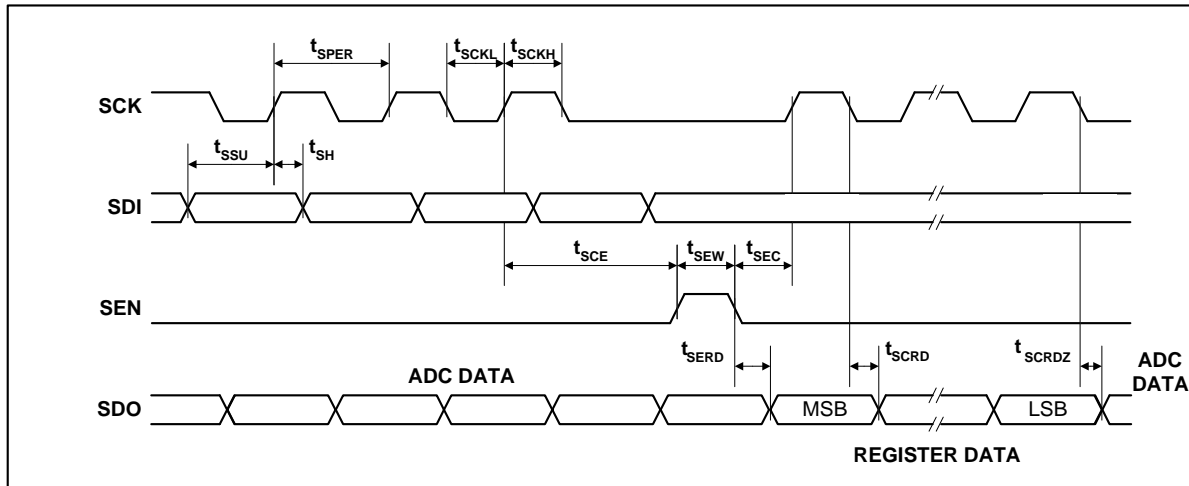 tSPER
tSCKL
tSCKH
SCK
tSSU
tSH
SDI
tSCE
tSEW
tSEC
SEN
tSERD
tSCRD
tSCRDZ
ADC DATA
ADC
DATA
SDO
MSB
LSB
REGISTER DATA